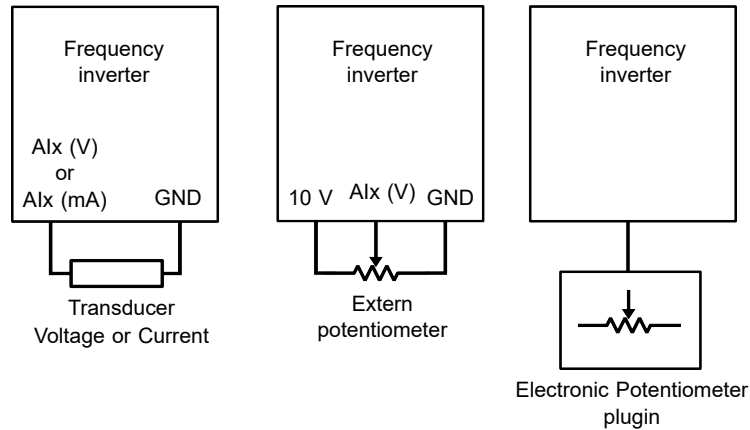 Frequency
inverter
AIx (V)
or
AIx (mA)
GND
Transducer
Voltage or Current
Frequency
inverter
10 V
AIx (V)
GND
Extern
potentiometer
Frequency
inverter
Electronic Potentiometer
plugin